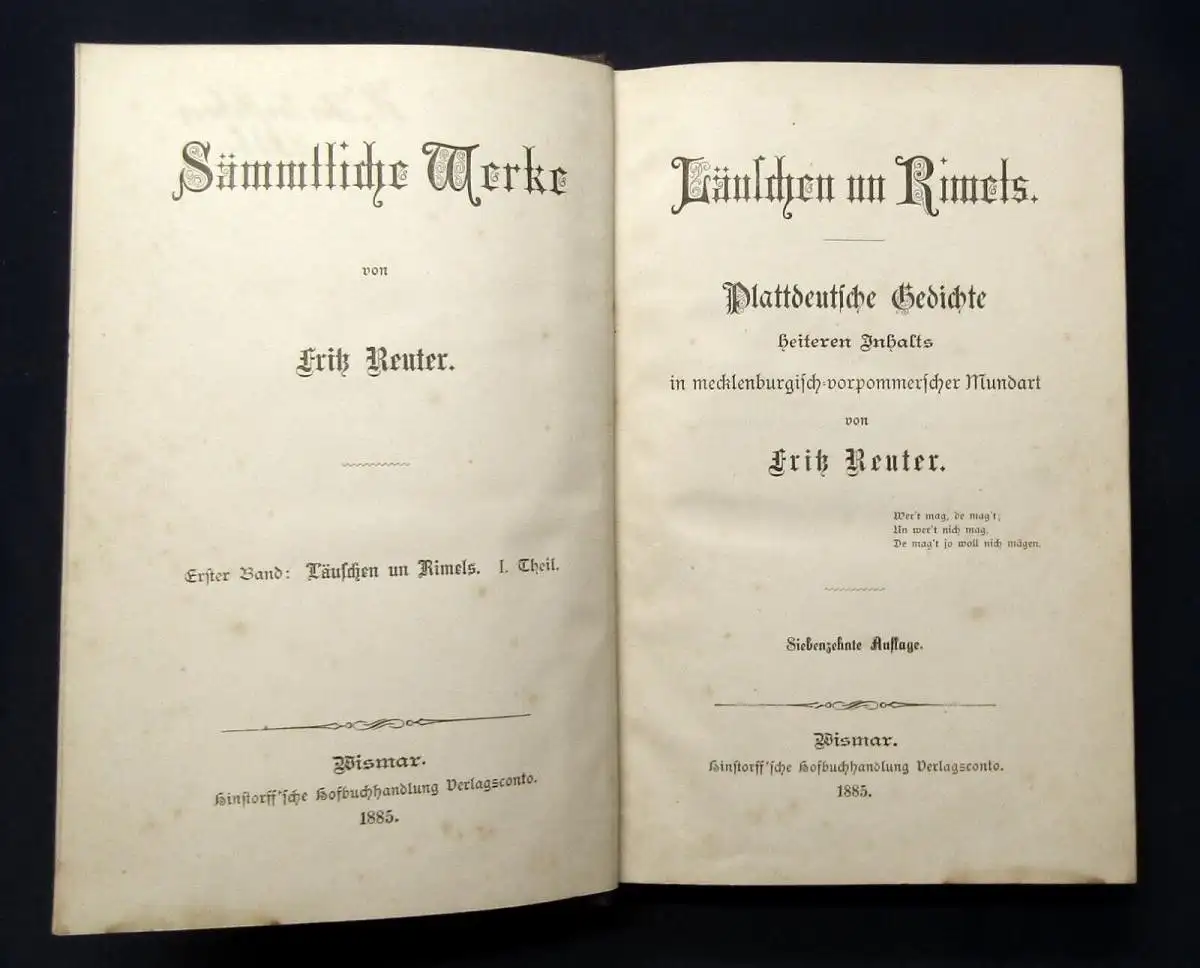 Sämmtliche Werke
von
Fritz Reuter.
Erster Band: Läuschen un Rimels. I. Theil.
Wismar.
Hinstorff'sche Hofbuchhandlung Verlagsconto.
1885.
Läuschen un Rimels.
Plattdeutsche Gedichte
heiteren Inhalts
in mecklenburgisch-vorpommerscher Mundart
von
Fritz Reuter.
Wer't mag, de mag't;
Un wer't nich mag,
De mag't jo woll nich mägen.
Siebenzehnte Auflage.
Wismar.
Hinstorff'sche Hofbuchhandlung Verlagsconto.
1885.